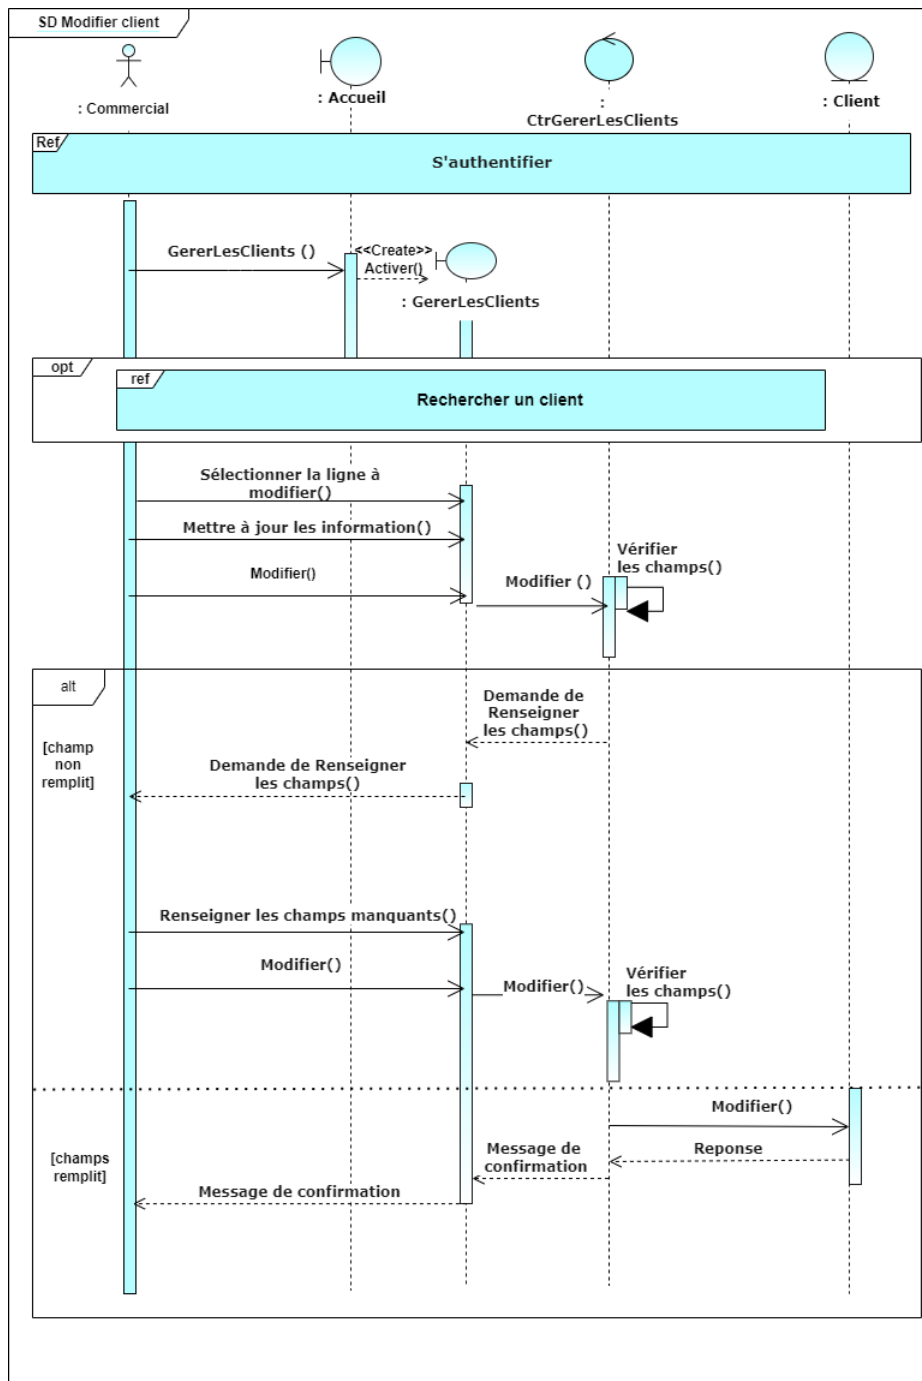 SD Modifier client
: Commercial
: Accueil
:
CtrGererLesClients
: Client
Ref
S'authentifier
GererLesClients ()
<<Create>>
Activer()
: GererLesClients
opt
ref
Rechercher un client
Sélectionner la ligne à
modifier()
Mettre à jour les information()
Modifier()
Modifier ()
Vérifier
les champs()
alt
[champ
non
remplit]
Demande de
Renseigner
les champs()
Demande de Renseigner
les champs()
Renseigner les champs manquants()
Modifier()
Modifier()
Vérifier
les champs()
[champs
remplit]
Modifier()
Reponse
Message de
confirmation
Message de confirmation